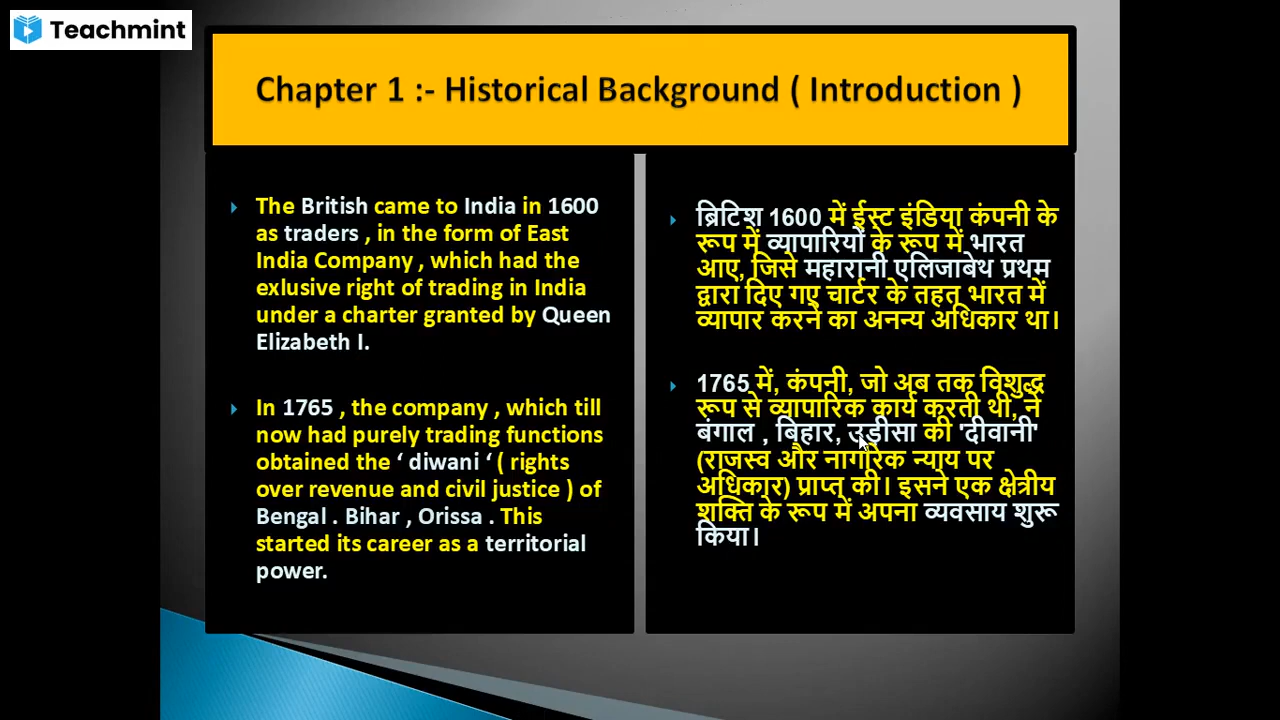 Teachmint
Chapter 1 :- Historical Background ( Introduction )
The British came to India in 1600
as traders , in the form of East
India Company , which had the
exlusive right of trading in India
under a charter granted by Queen
Elizabeth I.
In 1765 , the company , which till
now had purely trading functions
obtained the ‘ diwani ‘ ( rights
over revenue and civil justice ) of
Bengal . Bihar , Orissa . This
started its career as a territorial
power.
ब्रिटिश 1600 में ईस्ट इंडिया कंपनी के
रूप में व्यापारियों के रूप में भारत
आए, जिसे महारानी एलिजाबेथ प्रथम
द्वारा दिए गए चार्टर के तहत भारत में
व्यापार करने का अनन्य अधिकार था।
1765 में, कंपनी, जो अब तक विशुद्ध
रूप से व्यापारिक कार्य करती थी, ने
बंगाल , बिहार, उड़ीसा की 'दीवानी'
(राजस्व और नागरिक न्याय पर
अधिकार) प्राप्त की। इसने एक क्षेत्रीय
शक्ति के रूप में अपना व्यवसाय शुरू
किया।